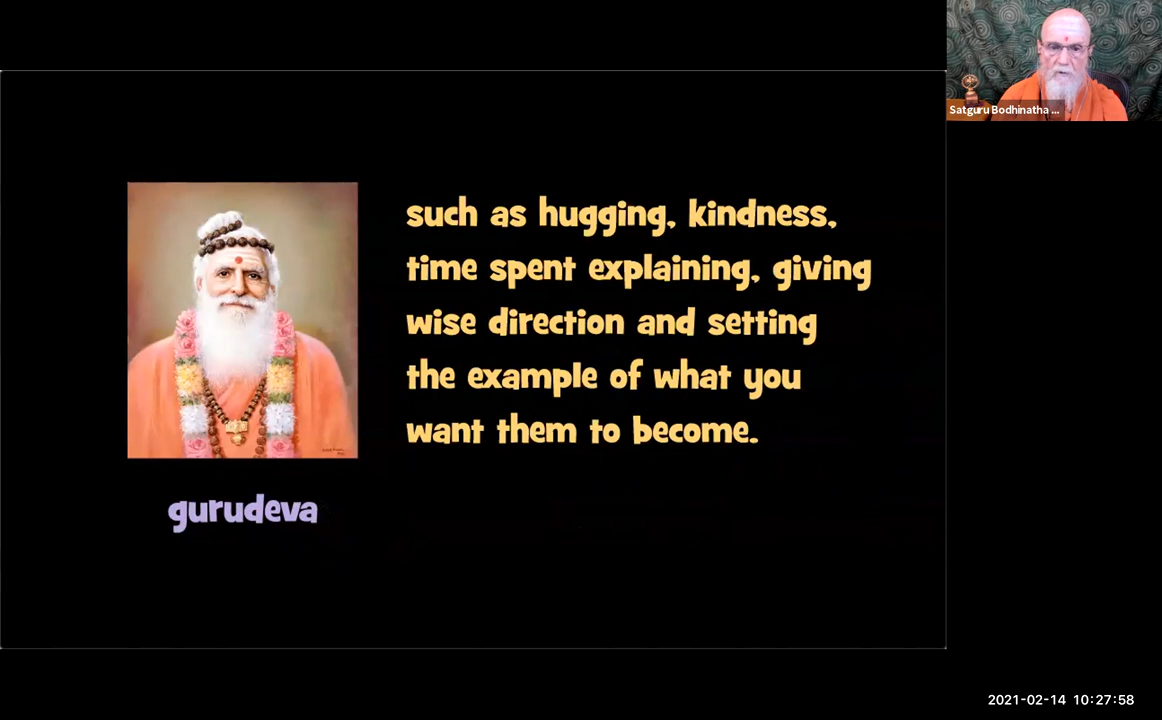 Satguru Bodhinatha ...
such as hugging, kindness,
time spent explaining, giving
wise direction and setting
the example of what you
want them to become.
gurudeva
2021-02-14 10:27:58